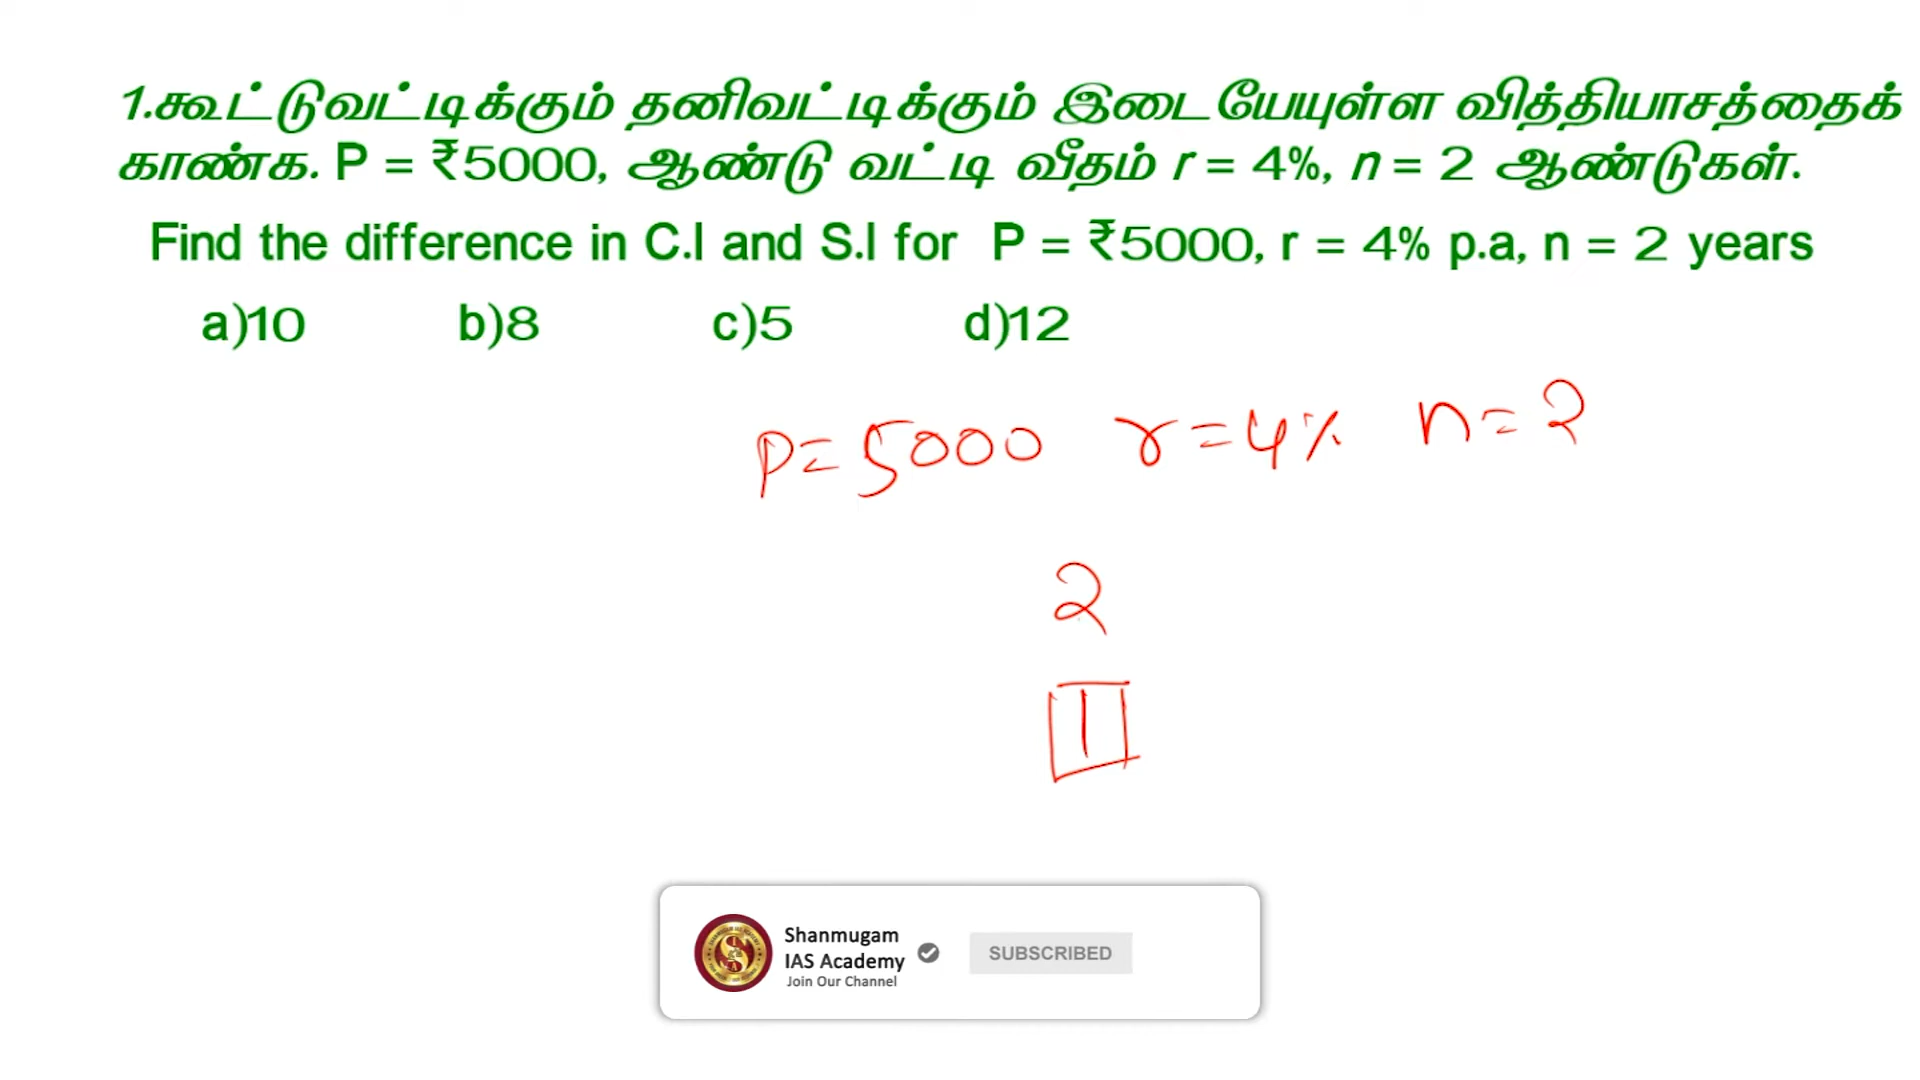 1.கூட்டுவட்டிக்கும் தனிவட்டிக்கும் இடையேயுள்ள வித்தியாசத்தைக்
காண்க. P = ₹5000, ஆண்டு வட்டி வீதம் r = 4%, n = 2 ஆண்டுகள்.
Find the difference in C.I and S.I for P = ₹5000, r = 4% p.a, n = 2 years
a)10 b)8 c)5 d)12
P = 5000 r = 4% n = 2
2
1
Shanmugam
IAS Academy
Join Our Channel
SUBSCRIBED